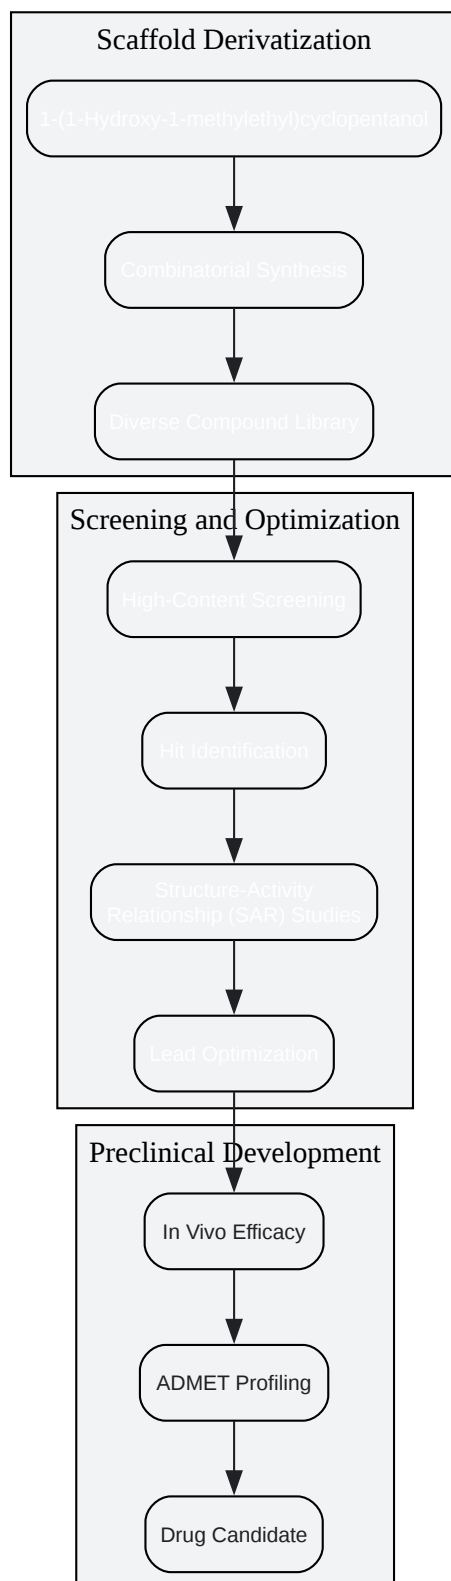 Scaffold Derivatization
1-(1-Hydroxy-1-methylethyl)cyclopentanol
Combinatorial Synthesis
Diverse Compound Library
Screening and Optimization
High-Content Screening
Hit Identification
Structure-Activity
Relationship (SAR) Studies
Lead Optimization
Preclinical Development
In Vivo Efficacy
ADMET Profiling
Drug Candidate